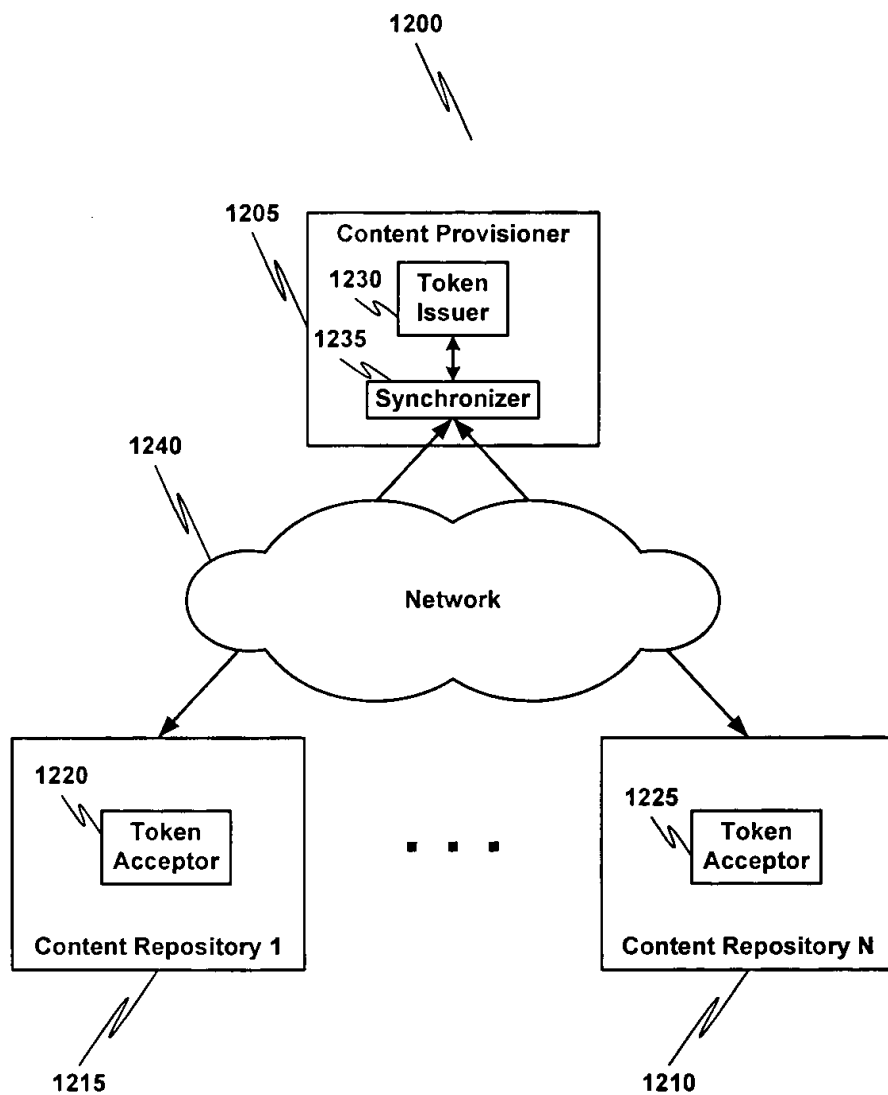 1200
1205
Content Provisioner
1230
Token
Issuer
1235
Synchronizer
1240
Network
1220
Token
Acceptor
Content Repository 1
1225
Token
Acceptor
Content Repository N
1215
1210